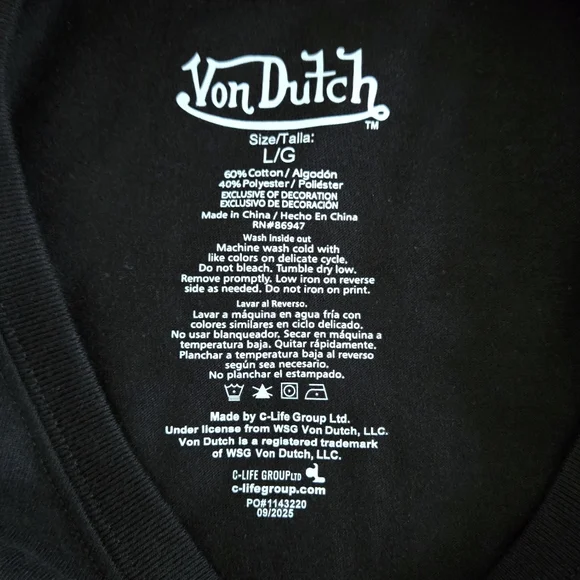 Von Dutch
TM
Size/Talla:
L/G
60% Cotton / Algodón
40% Polyester / Poliéster
EXCLUSIVE OF DECORATION
EXCLUSIVO DE DECORACIÓN
Made in China / Hecho En China
RN#86947
Wash inside out
Machine wash cold with
like colors on delicate cycle.
Do not bleach. Tumble dry low.
Remove promptly. Low iron on reverse
side as needed. Do not iron on print.
Lavar al Reverso.
Lavar a máquina en agua fría con
colores similares en ciclo delicado.
No usar blanqueador. Secar en máquina a
temperatura baja. Quitar rápidamente.
Planchar a temperatura baja al reverso
según sea necesario.
No planchar el estampado.
Made by C-Life Group Ltd.
Under license from WSG Von Dutch, LLC.
Von Dutch is a registered trademark
of WSG Von Dutch, LLC.
C-LIFE GROUP LTD
c-lifegroup.com
PO#1143220
09/2025